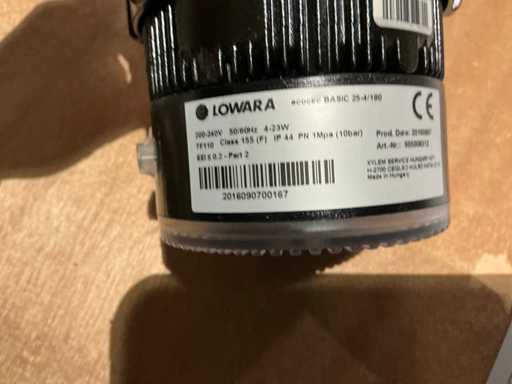 LOWARA ecocirc BASIC 25-4/180
200-240V 50/60Hz 4-23W
TF110 Class 155 (F) IP 44 PN 1Mpa (10bar)
EEI ≤ 0.2 - Part 2
2016090700167
CE
Prod. Date:
Art.-Nr.:
XYLEM SERVICE HUNGARY KFT
H-2700 CEGLÉD
Made in Hungary